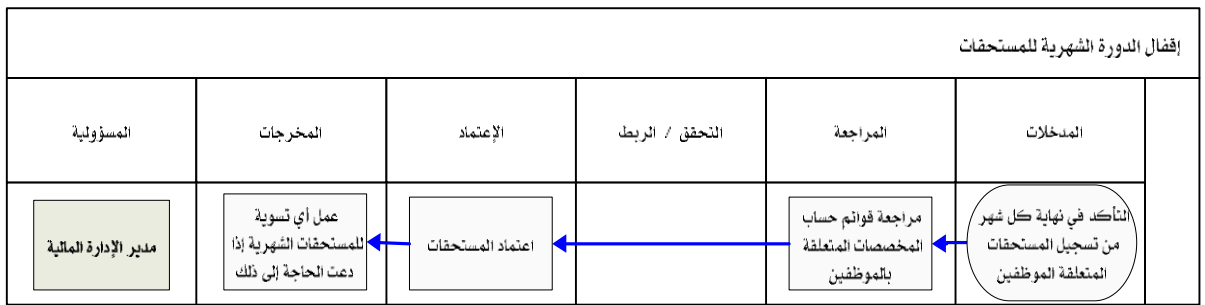 إقفال الدورة الشهرية للمستحقات
المدخلات
المراجعة
التحقق / الربط
الإعتماد
المخرجات
المسؤولية
التأكد في نهاية كل شهر
من تسجيل المستحقات
المتعلقة الموظفين
مراجعة قوائم حساب
المخصصات المتعلقة
بالموظفين
اعتماد المستحقات
عمل أي تسوية
للمستحقات الشهرية إذا
دعت الحاجة إلى ذلك
مدير الإدارة المالية